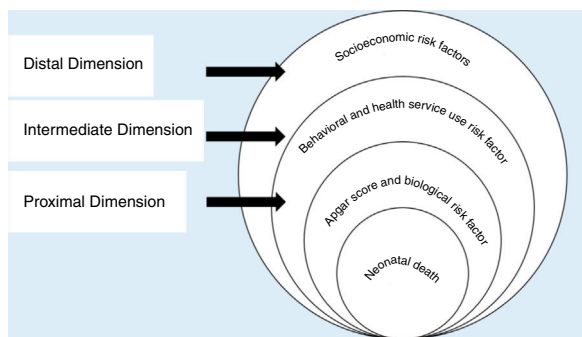 Distal Dimension
Socioeconomic risk factors
Intermediate Dimension
Behavioral and health service use risk factor
Proximal Dimension
Apgar score and biological risk factor
Neonatal death